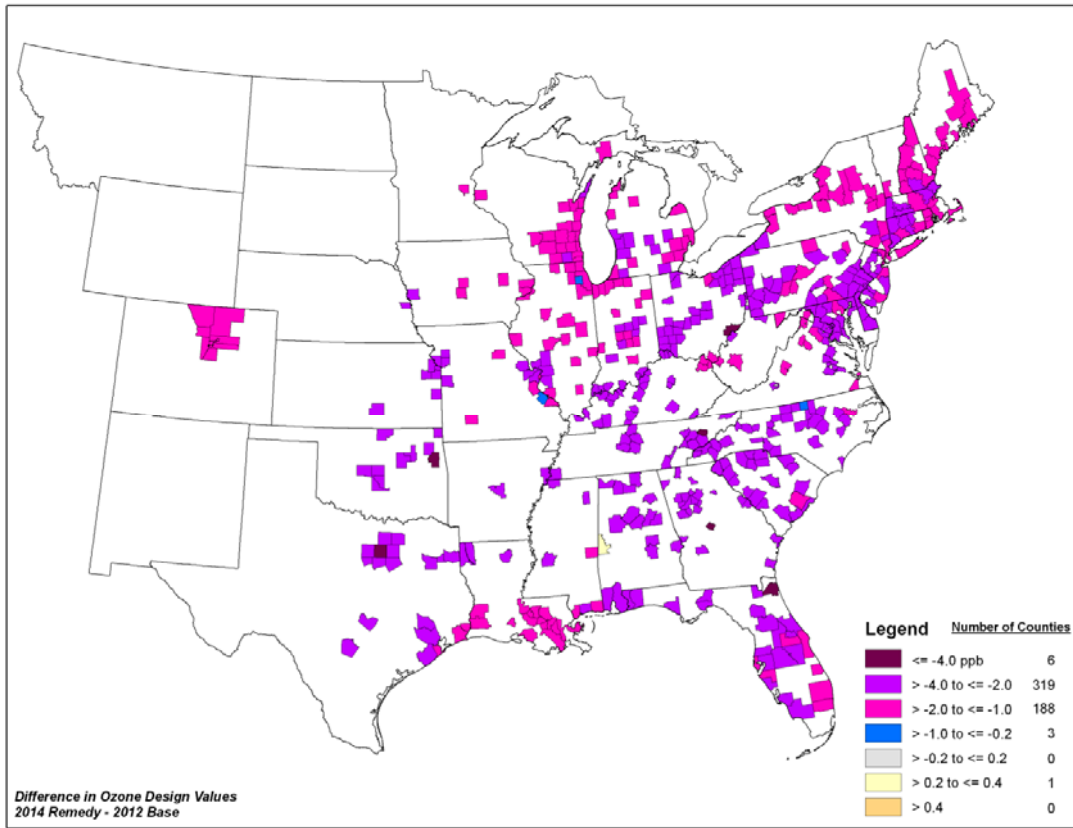 Legend Number of Counties
<= -4.0 ppb 6
> -4.0 to <= -2.0 319
> -2.0 to <= -1.0 188
> -1.0 to <= -0.2 3
> -0.2 to <= 0.2 0
> 0.2 to <= 0.4 1
> 0.4 0
Difference in Ozone Design Values
2014 Remedy - 2012 Base